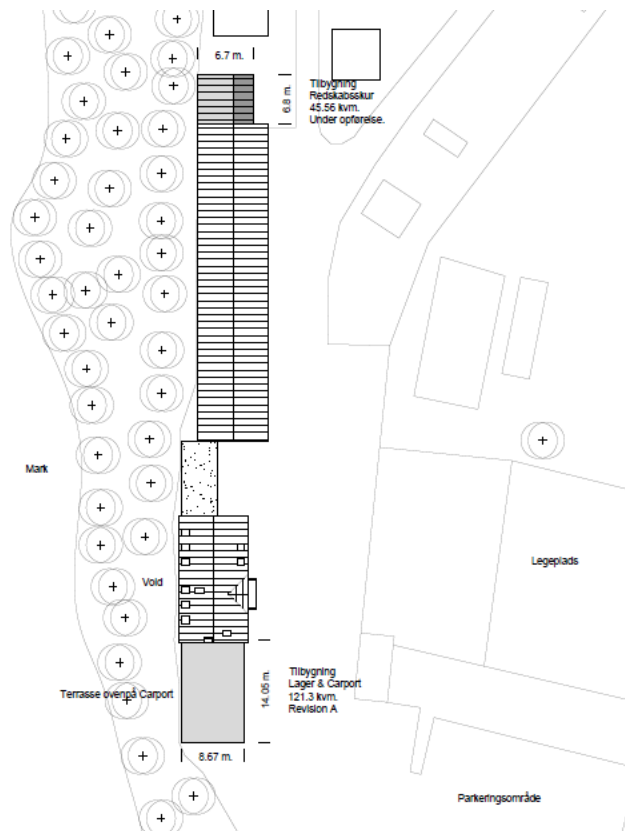 6.7 m.
6.8 m.
Tilbygning
Redskabsskur
45.56 kvm.
Under opførelse.
Mark
Vold
Legeplads
Terrasse ovenpå Carport
14.05 m.
Tilbygning
Lager & Carport
121.3 kvm.
Revision A
8.67 m.
Parkeringsområde